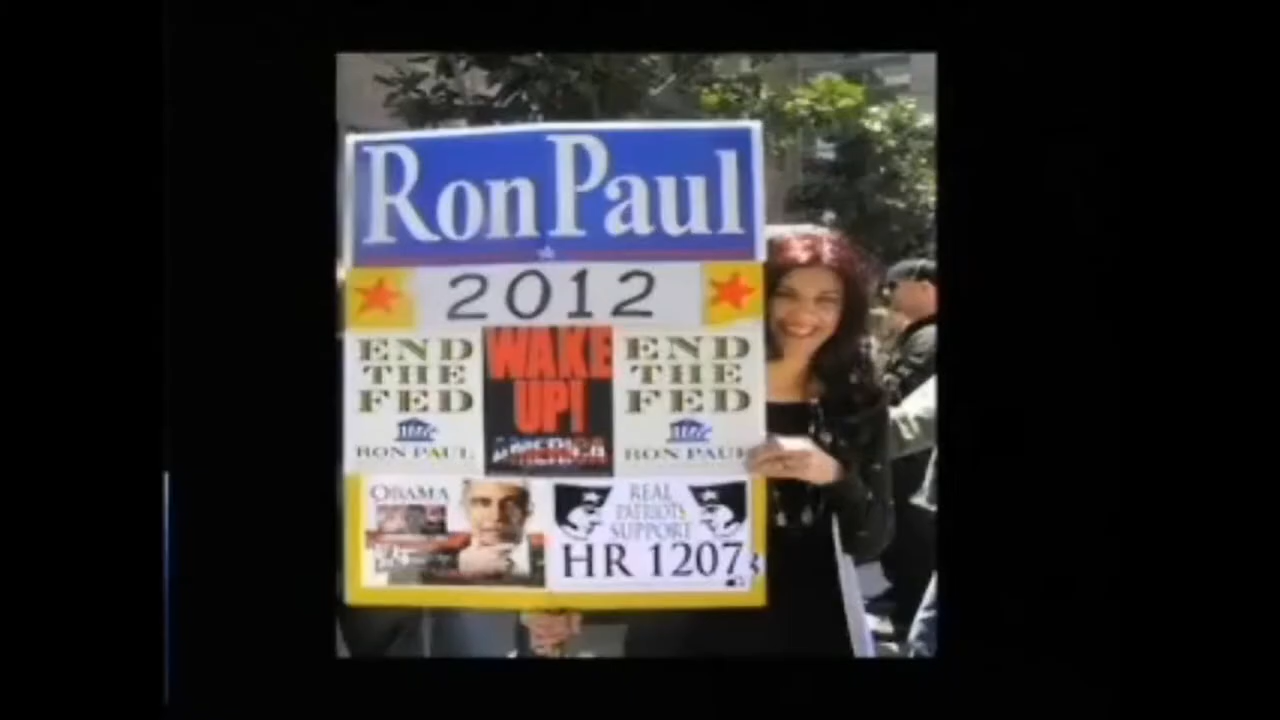 Ron Paul
2012
END
THE
FED
RON PAUL
WAKE
UP!
AMERICA
END
THE
FED
RON PAUL
OBAMA
REAL
PATRIOTS
SUPPORT
HR 1207